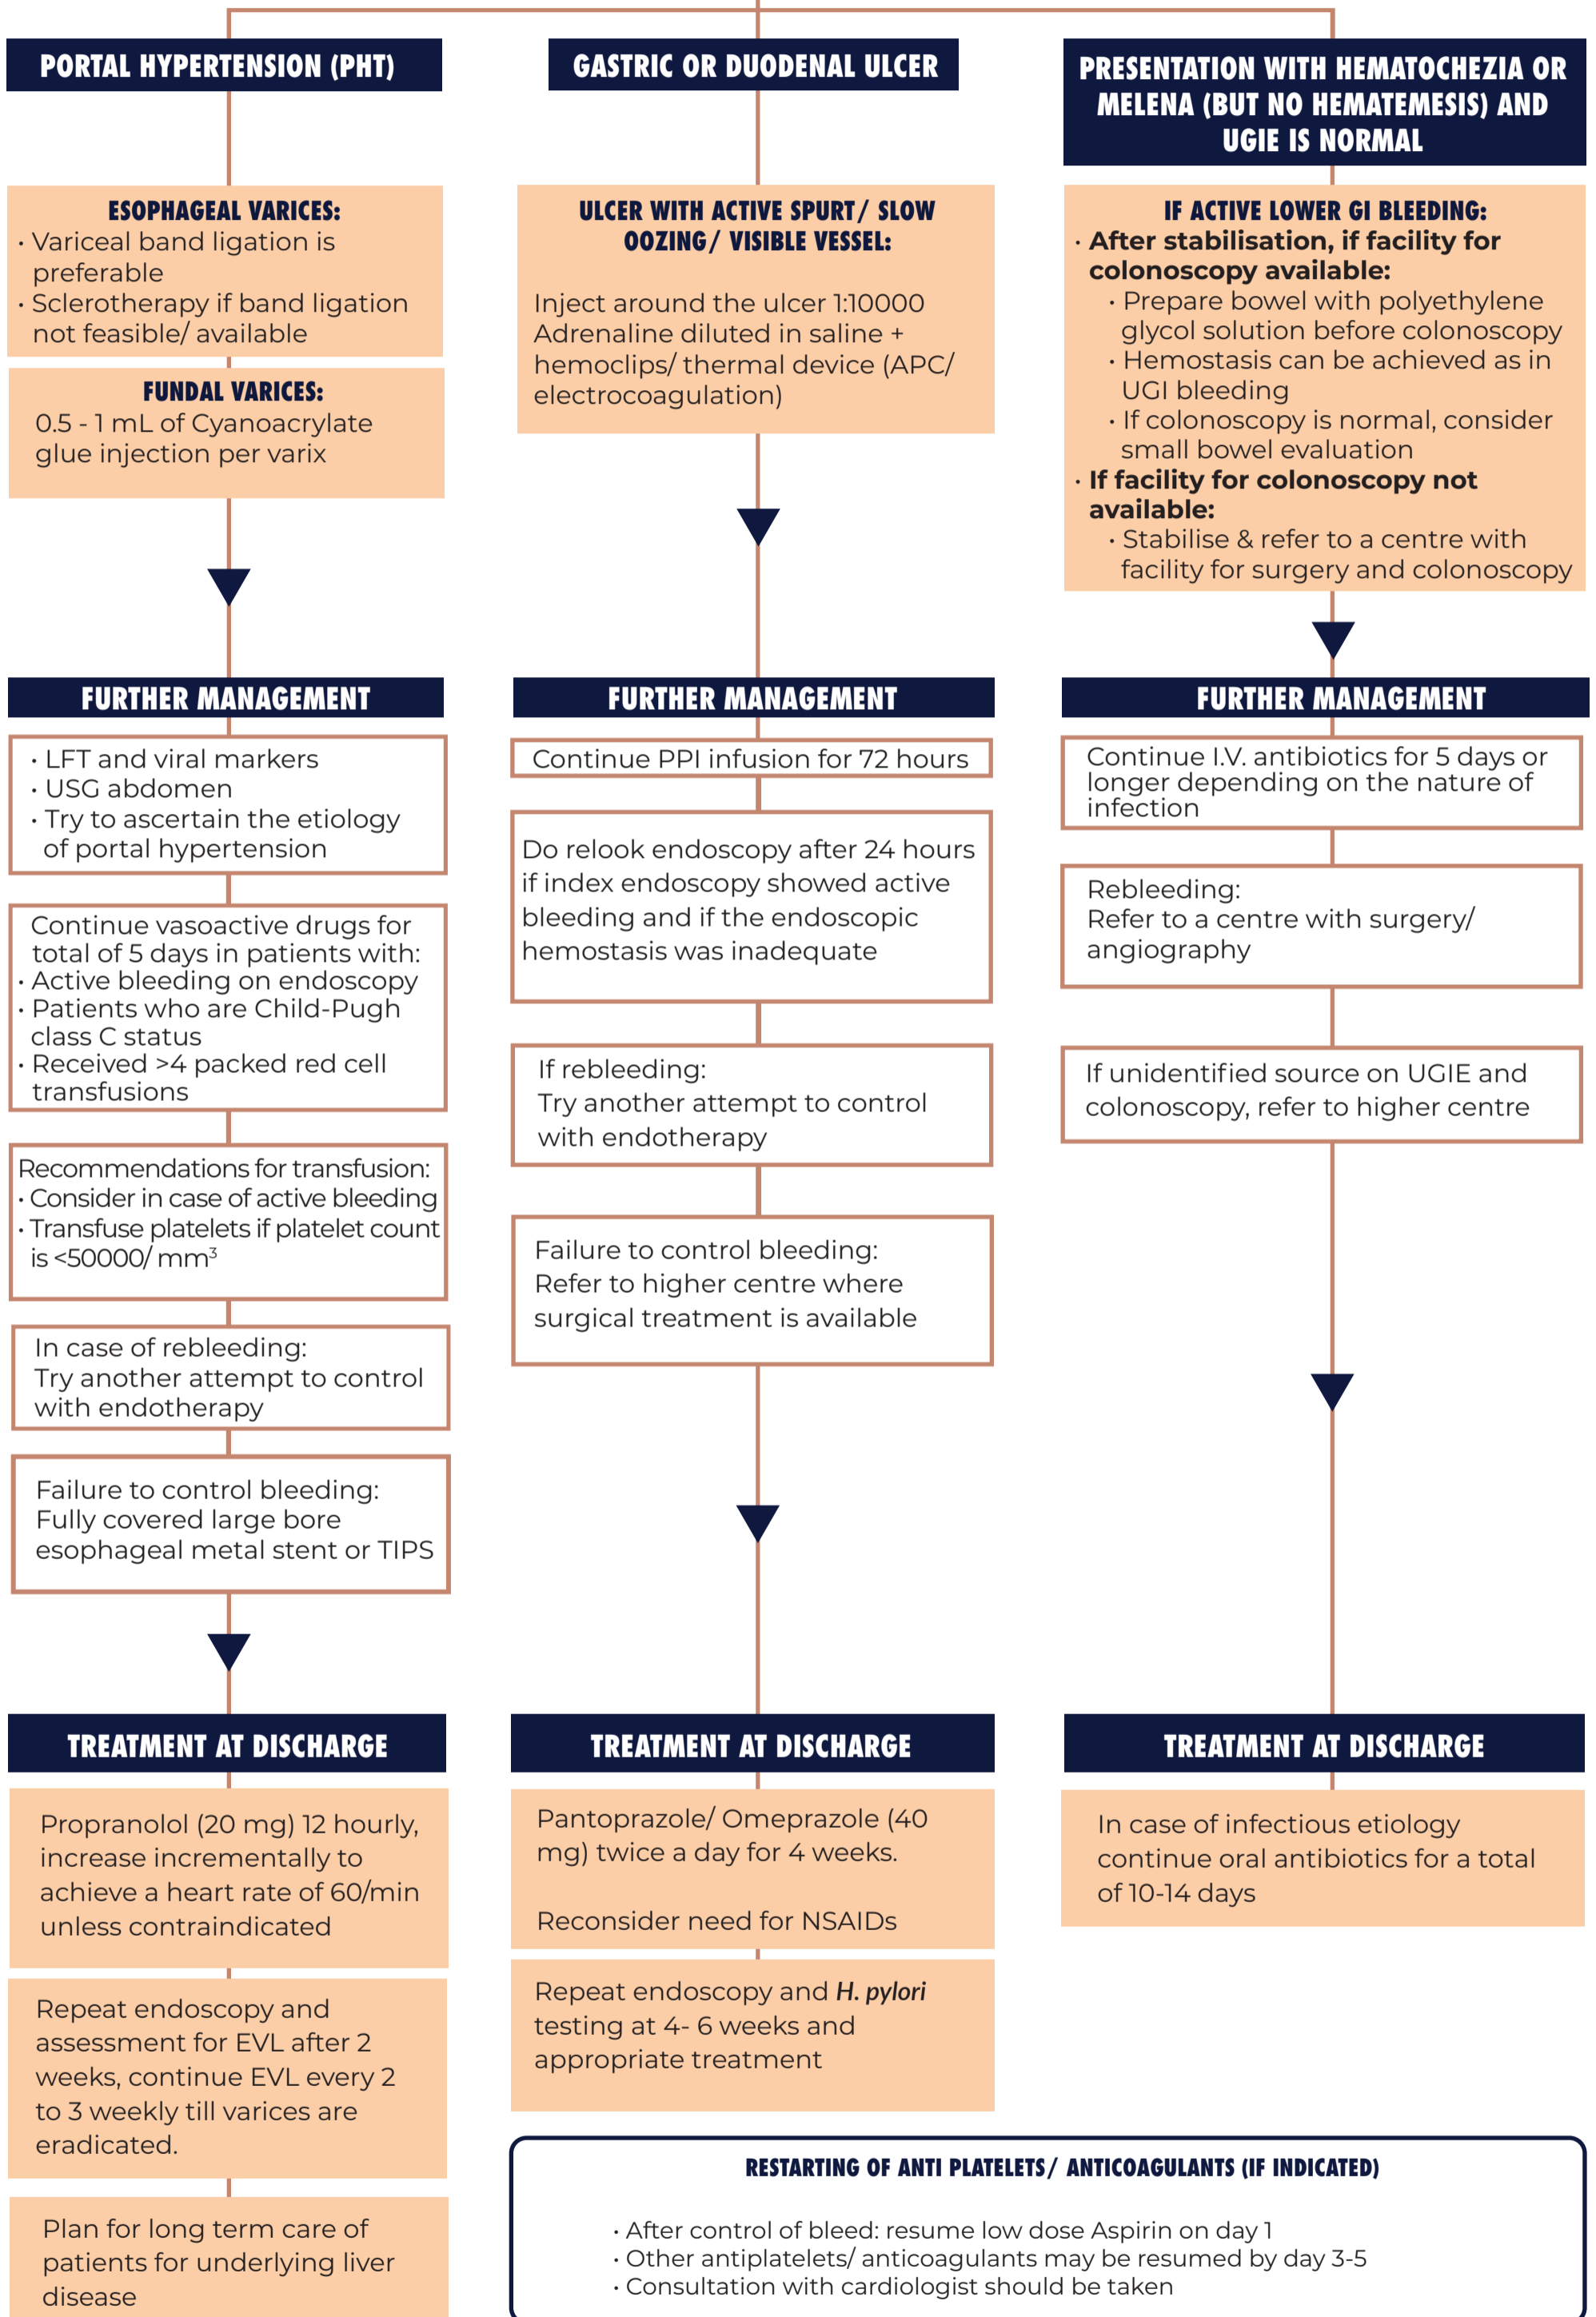 PORTAL HYPERTENSION (PHT)
ESOPHAGEAL VARICES:
· Variceal band ligation is
preferable
· Sclerotherapy if band ligation
not feasible/ available
FUNDAL VARICES:
0.5 - 1 mL of Cyanoacrylate
glue injection per varix
FURTHER MANAGEMENT
· LFT and viral markers
· USG abdomen
· Try to ascertain the etiology
of portal hypertension
Continue vasoactive drugs for
total of 5 days in patients with:
· Active bleeding on endoscopy
· Patients who are Child-Pugh
class C status
· Received >4 packed red cell
transfusions
Recommendations for transfusion:
· Consider in case of active bleeding
· Transfuse platelets if platelet count
is <50000/ mm³
In case of rebleeding:
Try another attempt to control
with endotherapy
Failure to control bleeding:
Fully covered large bore
esophageal metal stent or TIPS
TREATMENT AT DISCHARGE
Propranolol (20 mg) 12 hourly,
increase incrementally to
achieve a heart rate of 60/min
unless contraindicated
Repeat endoscopy and
assessment for EVL after 2
weeks, continue EVL every 2
to 3 weekly till varices are
eradicated.
Plan for long term care of
patients for underlying liver
disease
GASTRIC OR DUODENAL ULCER
ULCER WITH ACTIVE SPURT/ SLOW
OOZING/ VISIBLE VESSEL:
Inject around the ulcer 1:10000
Adrenaline diluted in saline +
hemoclips/ thermal device (APC/
electrocoagulation)
FURTHER MANAGEMENT
Continue PPI infusion for 72 hours
Do relook endoscopy after 24 hours
if index endoscopy showed active
bleeding and if the endoscopic
hemostasis was inadequate
If rebleeding:
Try another attempt to control
with endotherapy
Failure to control bleeding:
Refer to higher centre where
surgical treatment is available
TREATMENT AT DISCHARGE
Pantoprazole/ Omeprazole (40
mg) twice a day for 4 weeks.
Reconsider need for NSAIDs
Repeat endoscopy and H. pylori
testing at 4- 6 weeks and
appropriate treatment
PRESENTATION WITH HEMATOCHEZIA OR
MELENA (BUT NO HEMATEMESIS) AND
UGIE IS NORMAL
IF ACTIVE LOWER GI BLEEDING:
· After stabilisation, if facility for
colonoscopy available:
· Prepare bowel with polyethylene
glycol solution before colonoscopy
· Hemostasis can be achieved as in
UGI bleeding
· If colonoscopy is normal, consider
small bowel evaluation
· If facility for colonoscopy not
available:
· Stabilise & refer to a centre with
facility for surgery and colonoscopy
FURTHER MANAGEMENT
Continue I.V. antibiotics for 5 days or
longer depending on the nature of
infection
Rebleeding:
Refer to a centre with surgery/
angiography
If unidentified source on UGIE and
colonoscopy, refer to higher centre
TREATMENT AT DISCHARGE
In case of infectious etiology
continue oral antibiotics for a total
of 10-14 days
RESTARTING OF ANTI PLATELETS/ ANTICOAGULANTS (IF INDICATED)
· After control of bleed: resume low dose Aspirin on day 1
· Other antiplatelets/ anticoagulants may be resumed by day 3-5
· Consultation with cardiologist should be taken